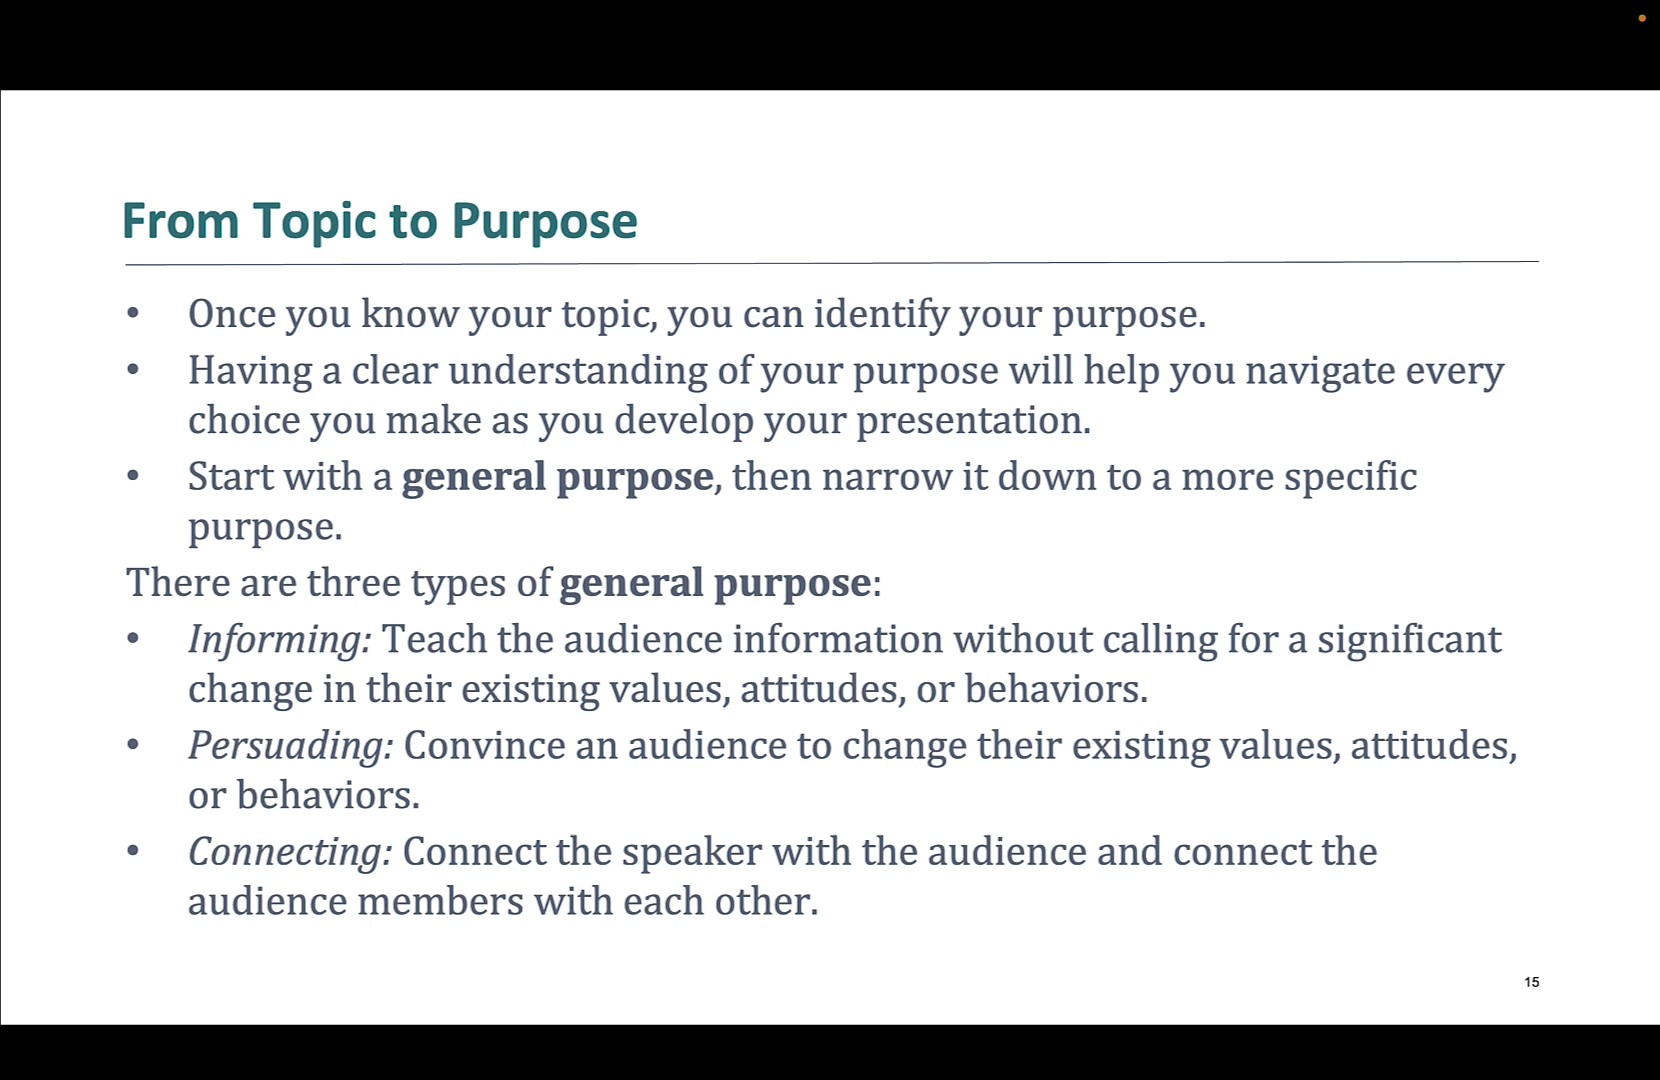 From Topic to Purpose
• Once you know your topic, you can identify your purpose.
• Having a clear understanding of your purpose will help you navigate every
choice you make as you develop your presentation.
• Start with a general purpose, then narrow it down to a more specific
purpose.
There are three types of general purpose:
• Informing: Teach the audience information without calling for a significant
change in their existing values, attitudes, or behaviors.
• Persuading: Convince an audience to change their existing values, attitudes,
or behaviors.
• Connecting: Connect the speaker with the audience and connect the
audience members with each other.
15